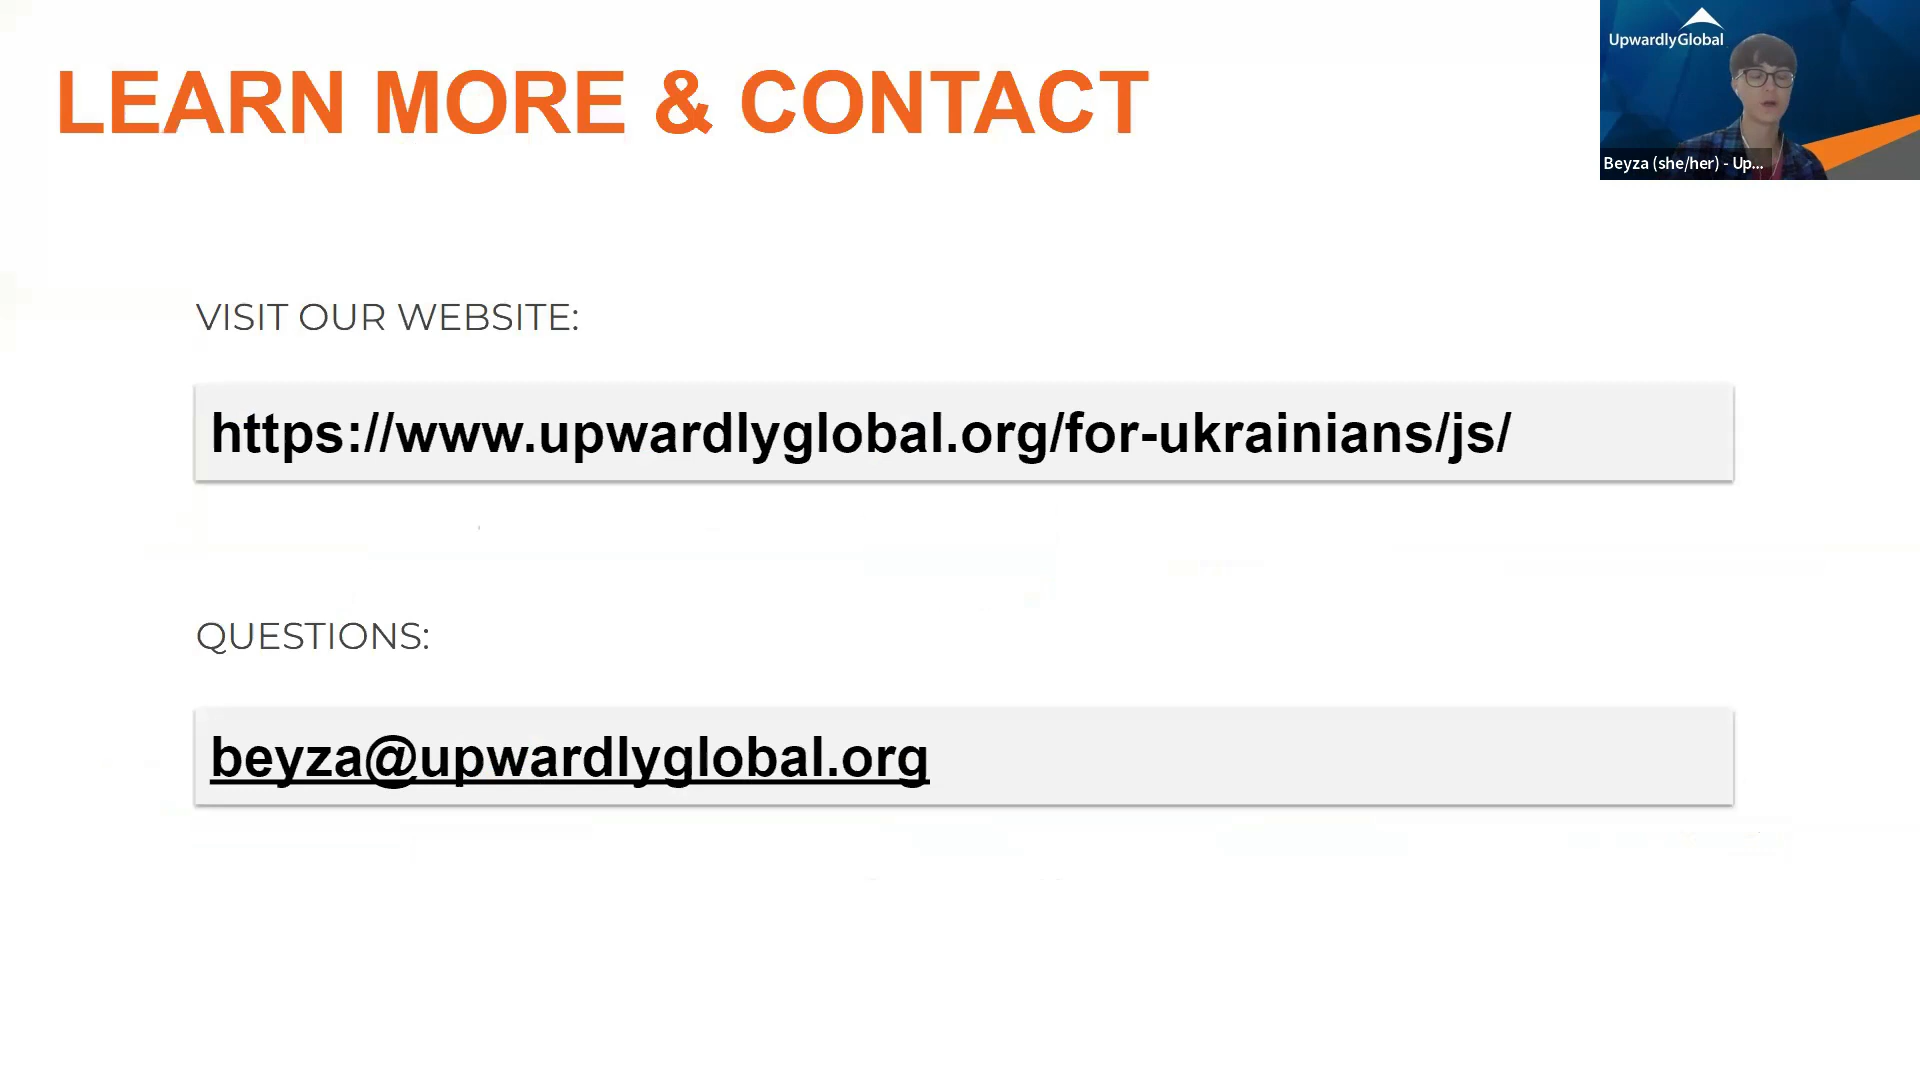 LEARN MORE & CONTACT
UpwardlyGlobal
Beyza (she/her) - Up...
VISIT OUR WEBSITE:
https://www.upwardlyglobal.org/for-ukrainians/js/
QUESTIONS:
beyza@upwardlyglobal.org